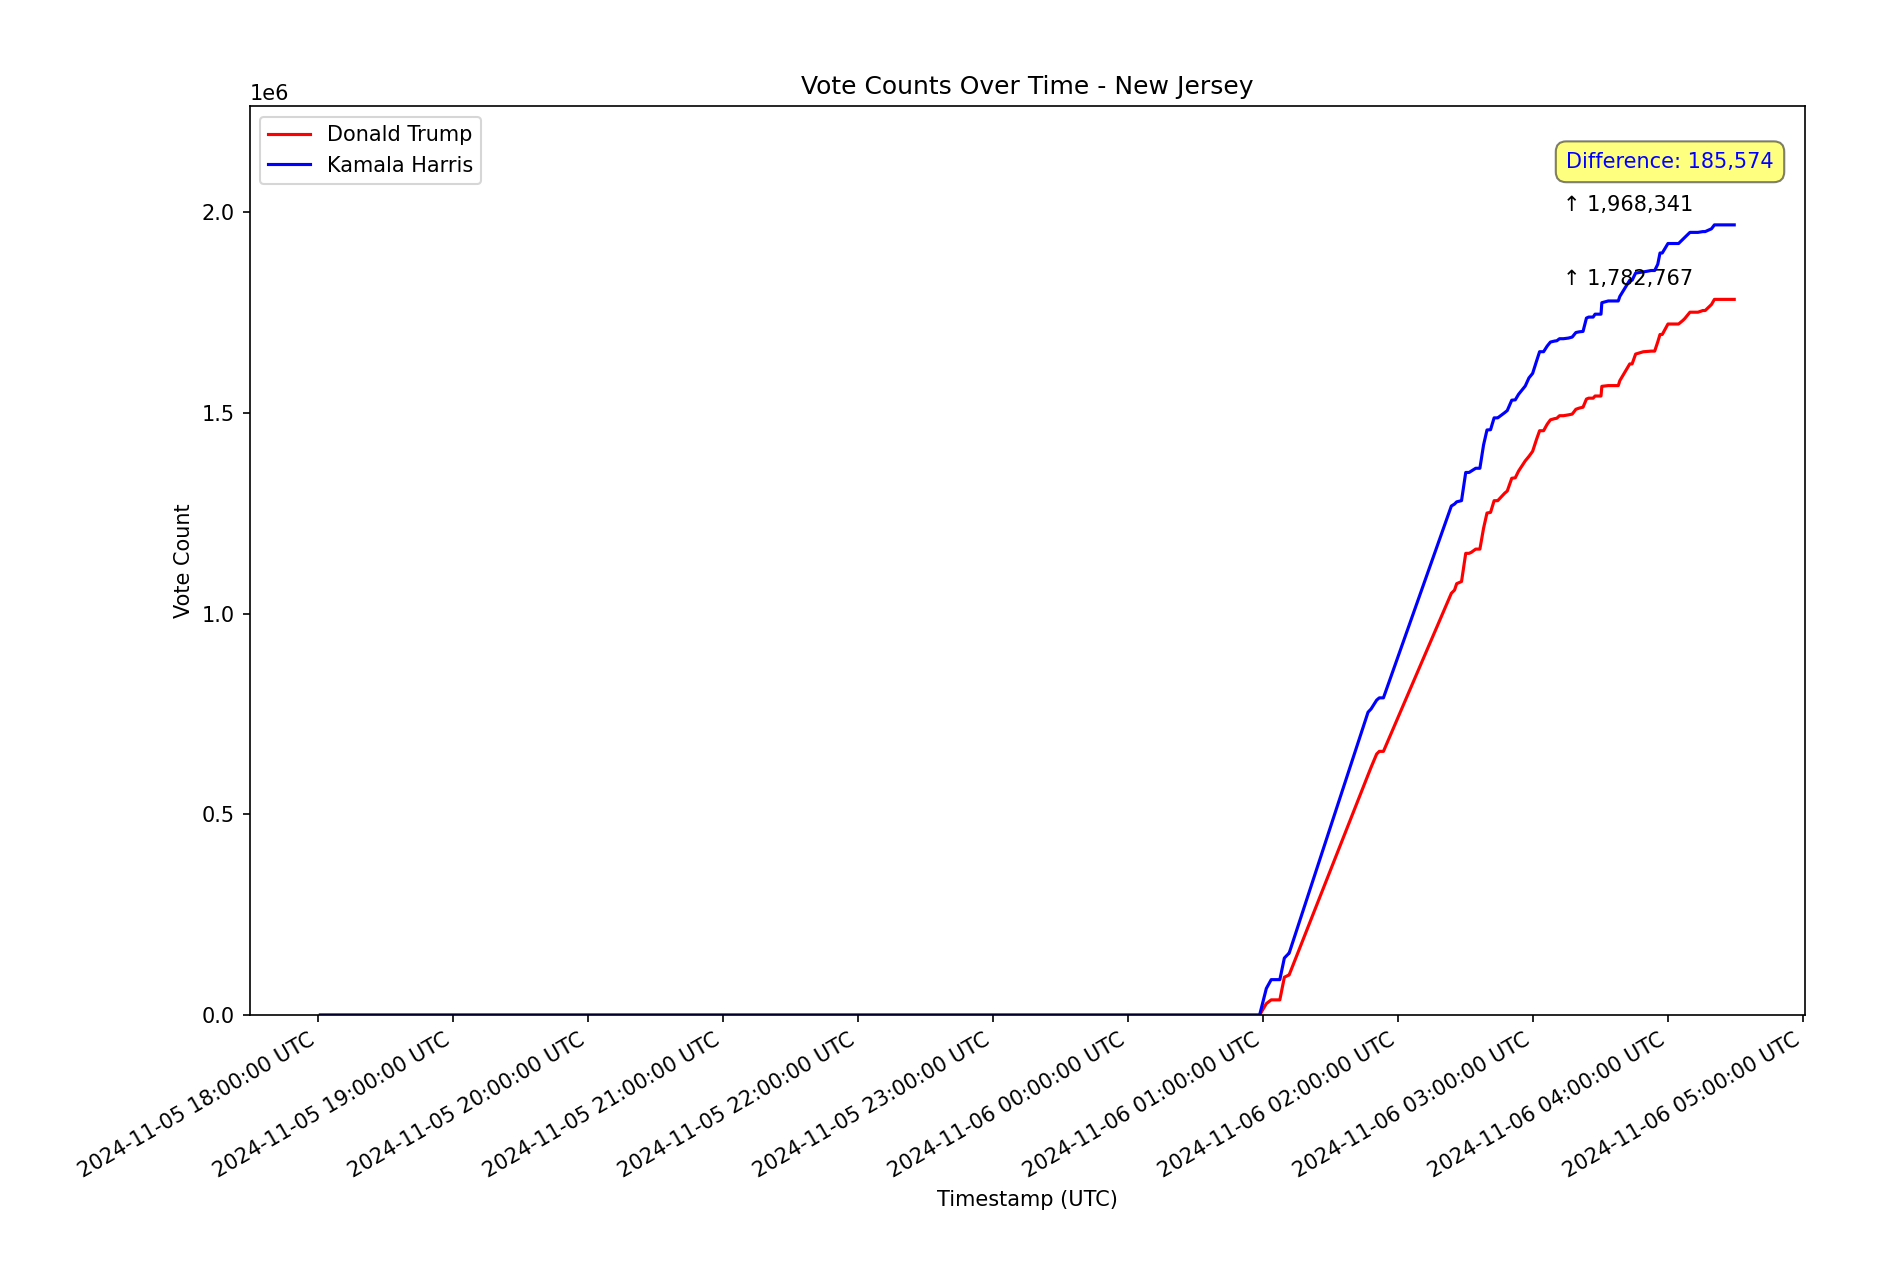 Vote Counts Over Time - New Jersey
1e6
Donald Trump
Kamala Harris
Difference: 185,574
↑ 1,968,341
↑ 1,782,767
2.0
1.5
1.0
0.5
0.0
Vote Count
2024-11-05 18:00:00 UTC
2024-11-05 19:00:00 UTC
2024-11-05 20:00:00 UTC
2024-11-05 21:00:00 UTC
2024-11-05 22:00:00 UTC
2024-11-05 23:00:00 UTC
2024-11-06 00:00:00 UTC
2024-11-06 01:00:00 UTC
2024-11-06 02:00:00 UTC
2024-11-06 03:00:00 UTC
2024-11-06 04:00:00 UTC
2024-11-06 05:00:00 UTC
Timestamp (UTC)